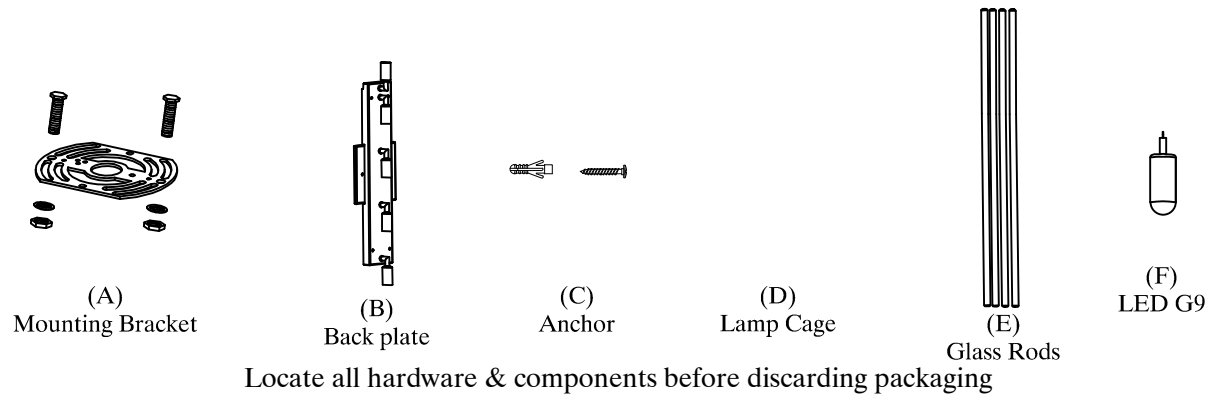 (A)
Mounting Bracket
(B)
Back plate
(C)
Anchor
(D)
Lamp Cage
(E)
Glass Rods
(F)
LED G9
Locate all hardware & components before discarding packaging